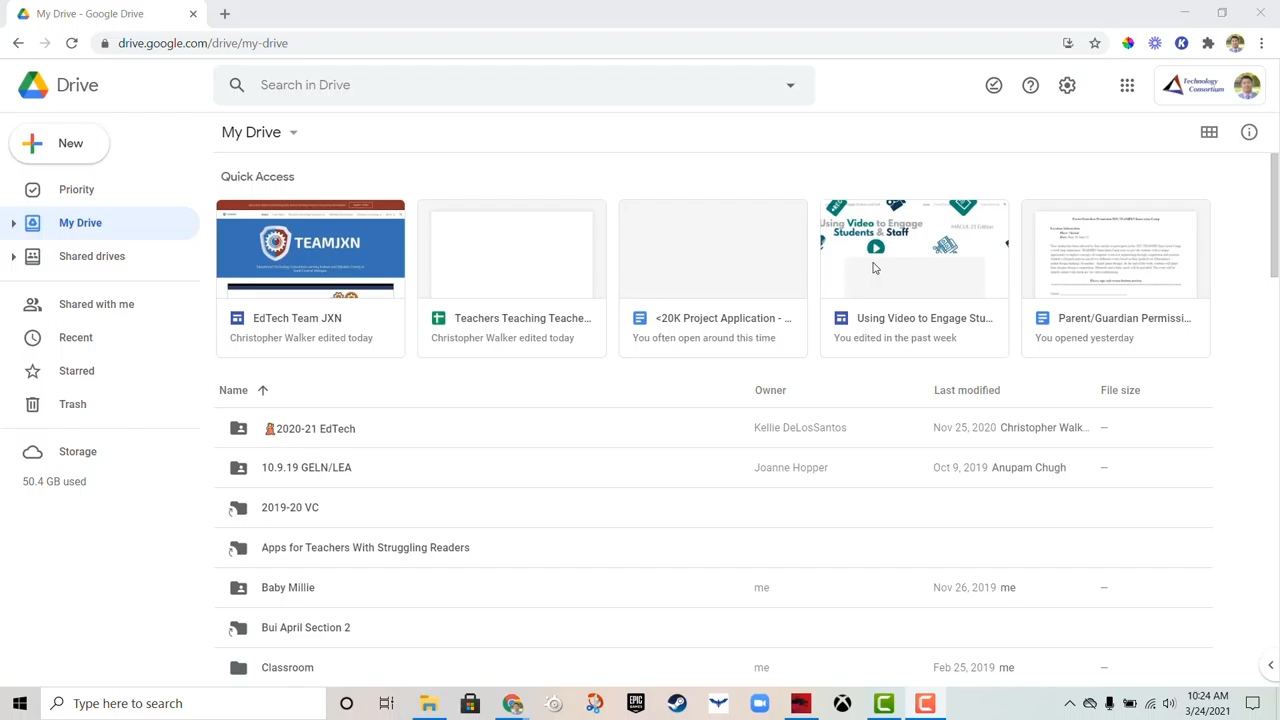 My Drive - Google Drive
drive.google.com/drive/my-drive
Drive
Search in Drive
Technology
Consortium
New
My Drive
Priority
My Drive
Shared drives
Shared with me
Recent
Starred
Trash
Storage
50.4 GB used
Quick Access
TEAMJXN
EdTech Team JXN
Christopher Walker edited today
Teachers Teaching Teache...
Christopher Walker edited today
<20K Project Application - ...
You often open around this time
Using Video to Engage
Students & Staff
Using Video to Engage Stu...
You edited in the past week
Parent/Guardian Permissi...
You opened yesterday
Name Owner Last modified File size
2020-21 EdTech Kellie DeLosSantos Nov 25, 2020 Christopher Walk... —
10.9.19 GELN/LEA Joanne Hopper Oct 9, 2019 Anupam Chugh —
2019-20 VC
Apps for Teachers With Struggling Readers
Baby Millie me Nov 26, 2019 me —
Bui April Section 2
Classroom me Feb 25, 2019 me —
Type here to search
EPIC
GAMES
10:24 AM
3/24/2021